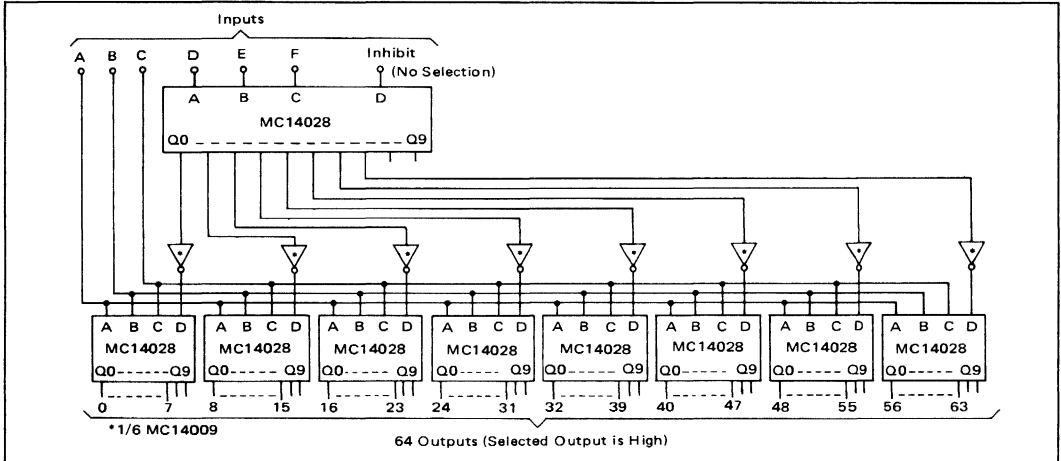 Inputs
A B C D E F Inhibit
(No Selection)
A B C D
MC14028
Q0 Q9
A B C D A B C D A B C D A B C D A B C D A B C D A B C D A B C D
MC14028 MC14028 MC14028 MC14028 MC14028 MC14028 MC14028 MC14028
Q0 Q9 Q0 Q9 Q0 Q9 Q0 Q9 Q0 Q9 Q0 Q9 Q0 Q9 Q0 Q9
0 7 8 15 16 23 24 31 32 39 40 47 48 55 56 63
*1/6 MC14009
64 Outputs (Selected Output is High)